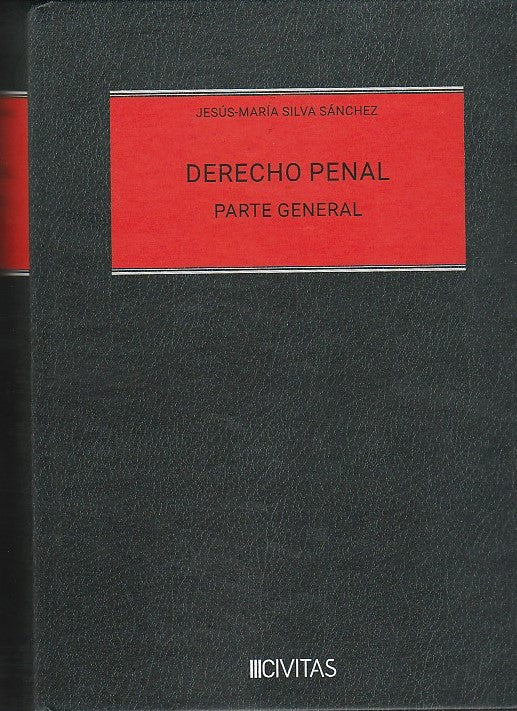 JESÚS-MARÍA SILVA SÁNCHEZ
DERECHO PENAL
PARTE GENERAL
CIVITAS